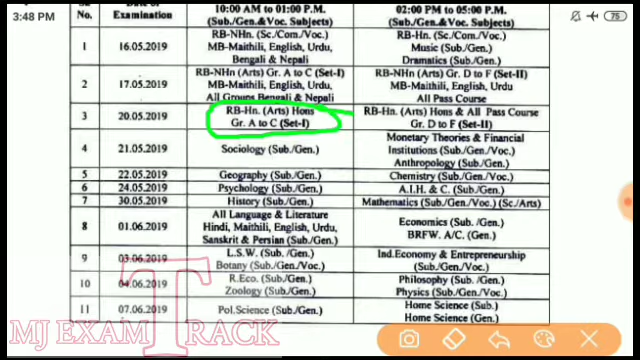 3:48 PM
75
Sl. Date of 10:00 AM to 01:00 P.M. 02:00 PM to 05:00 P.M.
No. Examination (Sub./Gen.&Voc. Subjects) (Sub./Gen.&Voc. Subjects)
RB-NHn. (Sc./Com./Voc.) RB-Hn. (Sc./Com./Voc.)
1 16.05.2019 MB-Maithili, English, Urdu, Music (Sub./Gen.)
Bengali & Nepali Dramatics (Sub./Gen.)
RB-NHn (Arts) Gr. A to C (Set-I) RB-NHn (Arts) Gr. D to F (Set-II)
2 17.05.2019 MB-Maithili, English, Urdu, MB-Maithili, English, Urdu,
All Groups Bengali & Nepali All Pass Course
3 20.05.2019 RB-Hn. (Arts) Hons RB-Hn. (Arts) Hons & All Pass Course
Gr. A to C (Set-I) Gr. D to F (Set-II)
Monetary Theories & Financial
4 21.05.2019 Sociology (Sub./Gen.) Institutions (Sub./Gen./Voc.)
Anthropology (Sub./Gen.)
5 22.05.2019 Geography (Sub./Gen.) Chemistry (Sub./Gen.)
6 24.05.2019 Psychology (Sub./Gen.) A.I.H. & C. (Sub./Gen.)
7 30.05.2019 History (Sub./Gen.) Mathematics (Sub./Gen./Voc.) (Sc./Arts)
All Language & Literature
8 01.06.2019 Hindi, Maithili, English, Urdu, Economics (Sub. /Gen.)
Sanskrit & Persian (Sub./Gen.) BRFW. A/C. (Gen.)
9 03.06.2019 L.S.W. (Sub. /Gen.) Ind.Economy & Entrepreneurship
Botany (Sub./Gen./Voc.) (Sub./Gen./Voc.)
10 04.06.2019 R.Eco. (Sub./ Gen.) Philosophy (Sub./Gen.)
Zoology (Sub./Gen.) Physics (Sub./Gen./Voc.)
11 07.06.2019 Pol.Science (Sub./Gen.) Home Science (Sub.)
Home Science (Gen.)
MJ EXAM TRACK